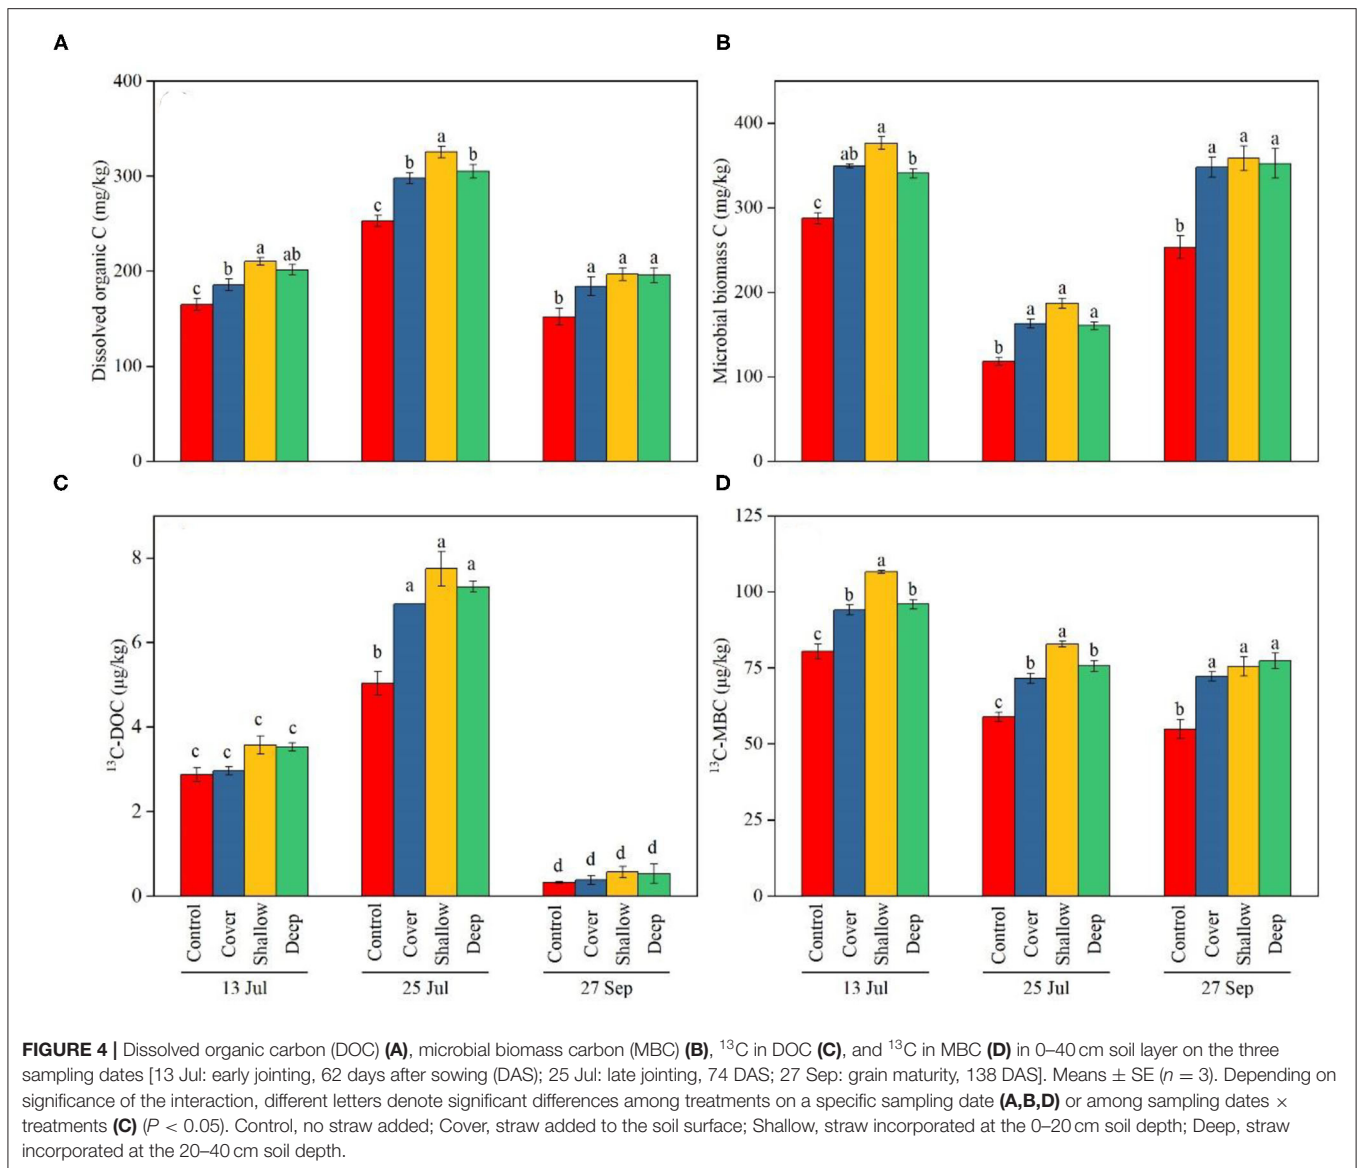 A
Dissolved organic C (mg/kg)
400
300
200
100
0
c
b
a
ab
c
b
a
b
b
a
a
a
B
Microbial biomass C (mg/kg)
400
300
200
100
0
c
ab
a
b
b
a
a
a
b
a
a
a
C
¹³C-DOC (µg/kg)
8
6
4
2
0
c
c
c
c
b
a
a
a
d
d
d
d
Control
Cover
Shallow
Deep
Control
Cover
Shallow
Deep
Control
Cover
Shallow
Deep
13 Jul
25 Jul
27 Sep
D
¹³C-MBC (µg/kg)
125
100
75
50
25
0
c
b
a
b
c
b
a
b
b
a
a
a
Control
Cover
Shallow
Deep
Control
Cover
Shallow
Deep
Control
Cover
Shallow
Deep
13 Jul
25 Jul
27 Sep
FIGURE 4 | Dissolved organic carbon (DOC) (A), microbial biomass carbon (MBC) (B), ¹³C in DOC (C), and ¹³C in MBC (D) in 0–40 cm soil layer on the three
sampling dates [13 Jul: early jointing, 62 days after sowing (DAS); 25 Jul: late jointing, 74 DAS; 27 Sep: grain maturity, 138 DAS]. Means ± SE (n = 3). Depending on
significance of the interaction, different letters denote significant differences among treatments on a specific sampling date (A,B,D) or among sampling dates ×
treatments (C) (P < 0.05). Control, no straw added; Cover, straw added to the soil surface; Shallow, straw incorporated at the 0–20 cm soil depth; Deep, straw
incorporated at the 20–40 cm soil depth.